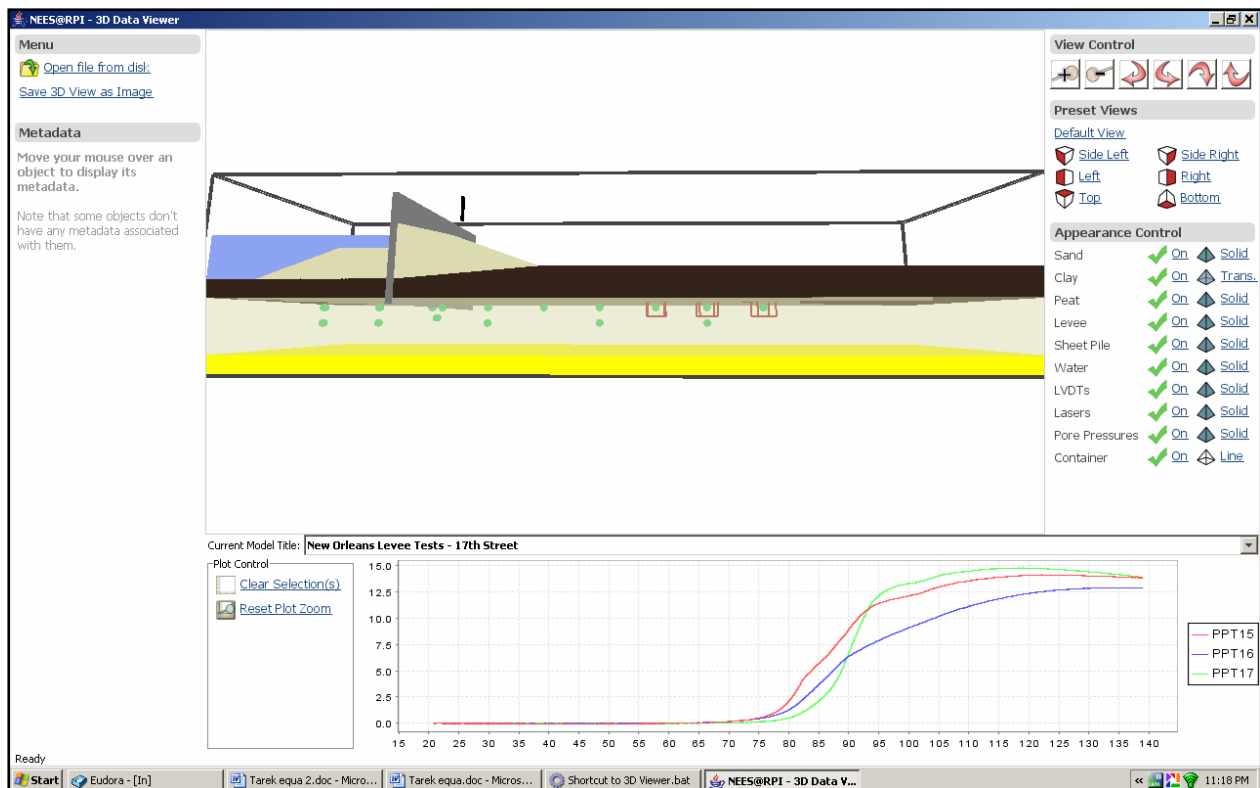 NEES@RPI - 3D Data Viewer
Menu
Open file from disk
Save 3D View as Image
Metadata
Move your mouse over an
object to display its
metadata.
Note that some objects don't
have any metadata associated
with them.
View Control
Preset Views
Default View
Side Left Side Right
Left Right
Top Bottom
Appearance Control
Sand On Solid
Clay On Trans.
Peat On Solid
Levee On Solid
Sheet Pile On Solid
Water On Solid
LVDTs On Solid
Lasers On Solid
Pore Pressures On Solid
Container On Line
Current Model Title: New Orleans Levee Tests - 17th Street
Plot Control
Clear Selection(s)
Reset Plot Zoom
15.0
12.5
10.0
7.5
5.0
2.5
0.0
15 20 25 30 35 40 45 50 55 60 65 70 75 80 85 90 95 100 105 110 115 120 125 130 135 140
PPT15
PPT16
PPT17
Ready
Start Eudora - [In] Tarek equa 2.doc - Micro... Tarek equa.doc - Micros... Shortcut to 3D Viewer.bat NEES@RPI - 3D Data V... « 11:18 PM